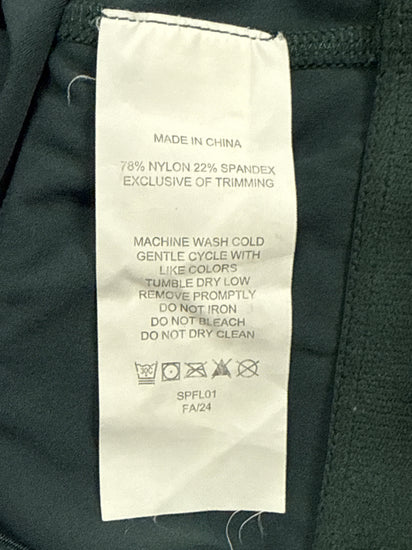 MADE IN CHINA
78% NYLON 22% SPANDEX
EXCLUSIVE OF TRIMMING
MACHINE WASH COLD
GENTLE CYCLE WITH
LIKE COLORS
TUMBLE DRY LOW
REMOVE PROMPTLY
DO NOT IRON
DO NOT BLEACH
DO NOT DRY CLEAN
SPFL01
FA/24